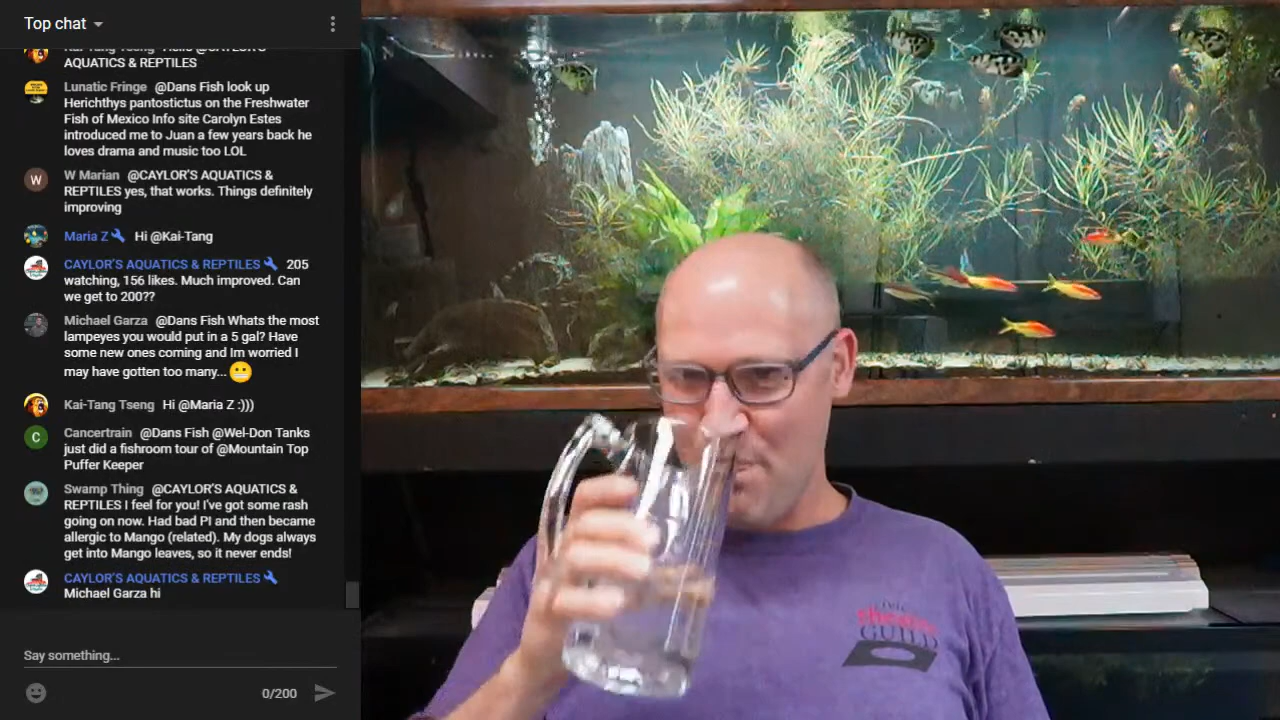 Top chat
Kai-Tang Tseng Hello @CAYLOR'S
AQUATICS & REPTILES
Lunatic Fringe @Dans Fish look up
Herichthys pantostictus on the Freshwater
Fish of Mexico Info site Carolyn Estes
introduced me to Juan a few years back he
loves drama and music too LOL
W
W Marian @CAYLOR'S AQUATICS &
REPTILES yes, that works. Things definitely
improving
Maria Z Hi @Kai-Tang
CAYLOR'S AQUATICS & REPTILES 205
watching, 156 likes. Much improved. Can
we get to 200??
Michael Garza @Dans Fish Whats the most
lampeyes you would put in a 5 gal? Have
some new ones coming and Im worried I
may have gotten too many...
Kai-Tang Tseng Hi @Maria Z :)))
C
Cancertrain @Dans Fish @Wel-Don Tanks
just did a fishroom tour of @Mountain Top
Puffer Keeper
Swamp Thing @CAYLOR'S AQUATICS &
REPTILES I feel for you! I've got some rash
going on now. Had bad PI and then became
allergic to Mango (related). My dogs always
get into Mango leaves, so it never ends!
CAYLOR'S AQUATICS & REPTILES
Michael Garza hi
Say something...
0/200
GUILD